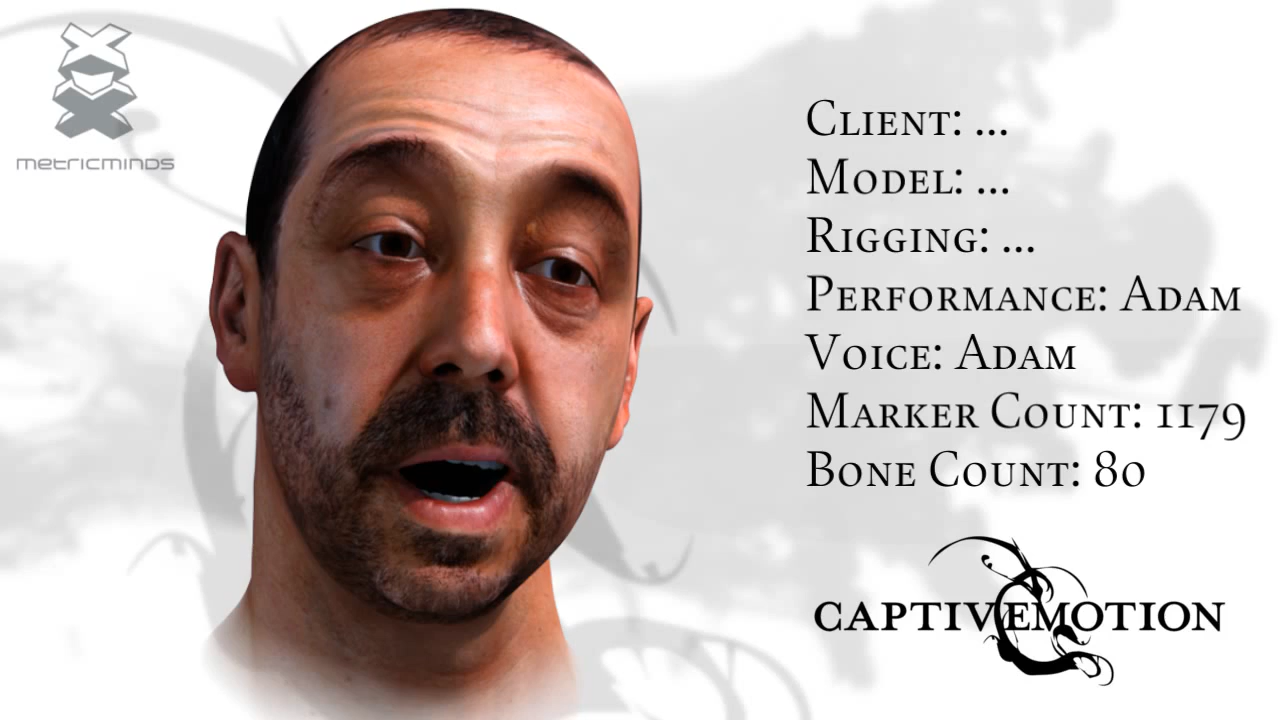 metricminds
Client: ...
Model: ...
Rigging: ...
Performance: Adam
Voice: Adam
Marker Count: 1179
Bone Count: 80
CAPTIVEMOTION